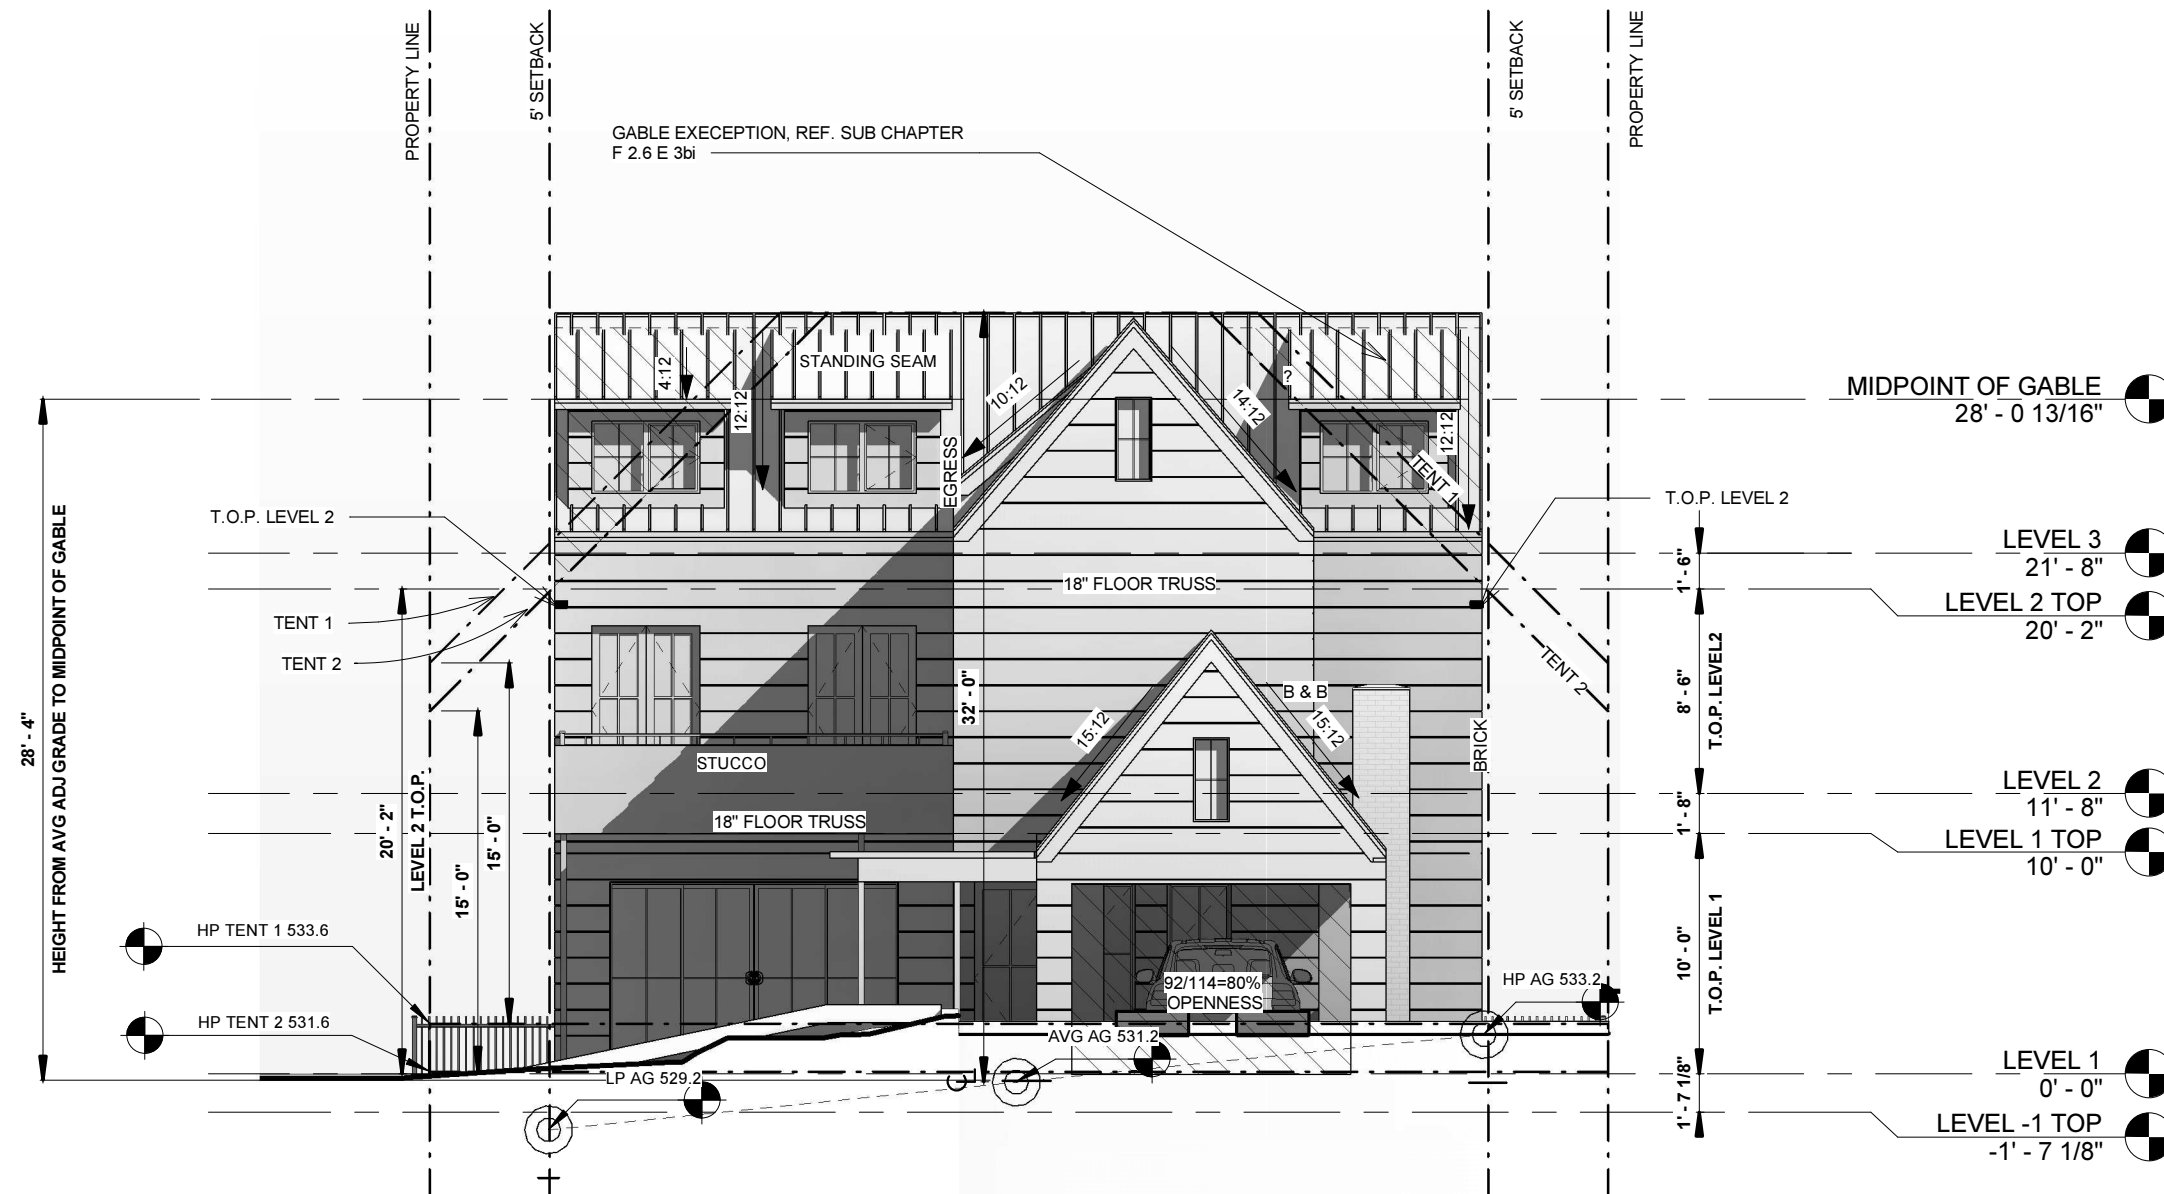 PROPERTY LINE
5' SETBACK
5' SETBACK
PROPERTY LINE
GABLE EXECEPTION, REF. SUB CHAPTER
F 2.6 E 3bi
STANDING SEAM
4:12
12:12
10:12
14:12
?
12:12
EGRESS
TENT 1
MIDPOINT OF GABLE
28' - 0 13/16"
T.O.P. LEVEL 2
T.O.P. LEVEL 2
LEVEL 3
21' - 8"
1' - 6"
18" FLOOR TRUSS
LEVEL 2 TOP
20' - 2"
TENT 1
TENT 2
TENT 2
28' - 4"
HEIGHT FROM AVG ADJ GRADE TO MIDPOINT OF GABLE
32' - 0"
B & B
15:12
15:12
BRICK
8' - 6"
T.O.P. LEVEL2
STUCCO
LEVEL 2
11' - 8"
1' - 8"
20' - 2"
LEVEL 2 T.O.P.
15' - 0"
15' - 0"
18" FLOOR TRUSS
LEVEL 1 TOP
10' - 0"
HP TENT 1 533.6
HP TENT 2 531.6
92/114=80%
OPENNESS
HP AG 533.2
10' - 0"
T.O.P. LEVEL 1
AVG AG 531.2
LP AG 529.2
LEVEL 1
0' - 0"
1' - 7 1/8"
LEVEL -1 TOP
-1' - 7 1/8"